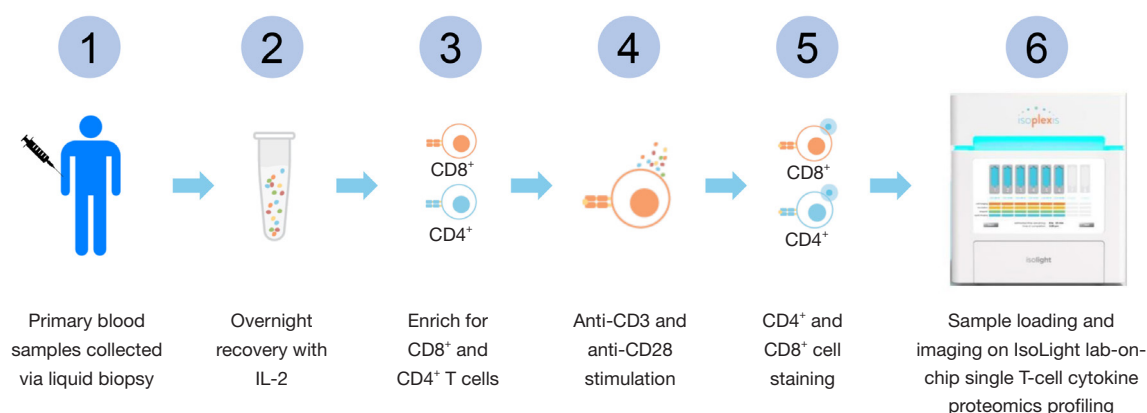 1
2
3
4
5
6
CD8⁺
CD4⁺
CD8⁺
CD4⁺
isoplexis
isolight
Primary blood
samples collected
via liquid biopsy
Overnight
recovery with
IL-2
Enrich for
CD8⁺ and
CD4⁺ T cells
Anti-CD3 and
anti-CD28
stimulation
CD4⁺ and
CD8⁺ cell
staining
Sample loading and
imaging on IsoLight lab-on-
chip single T-cell cytokine
proteomics profiling